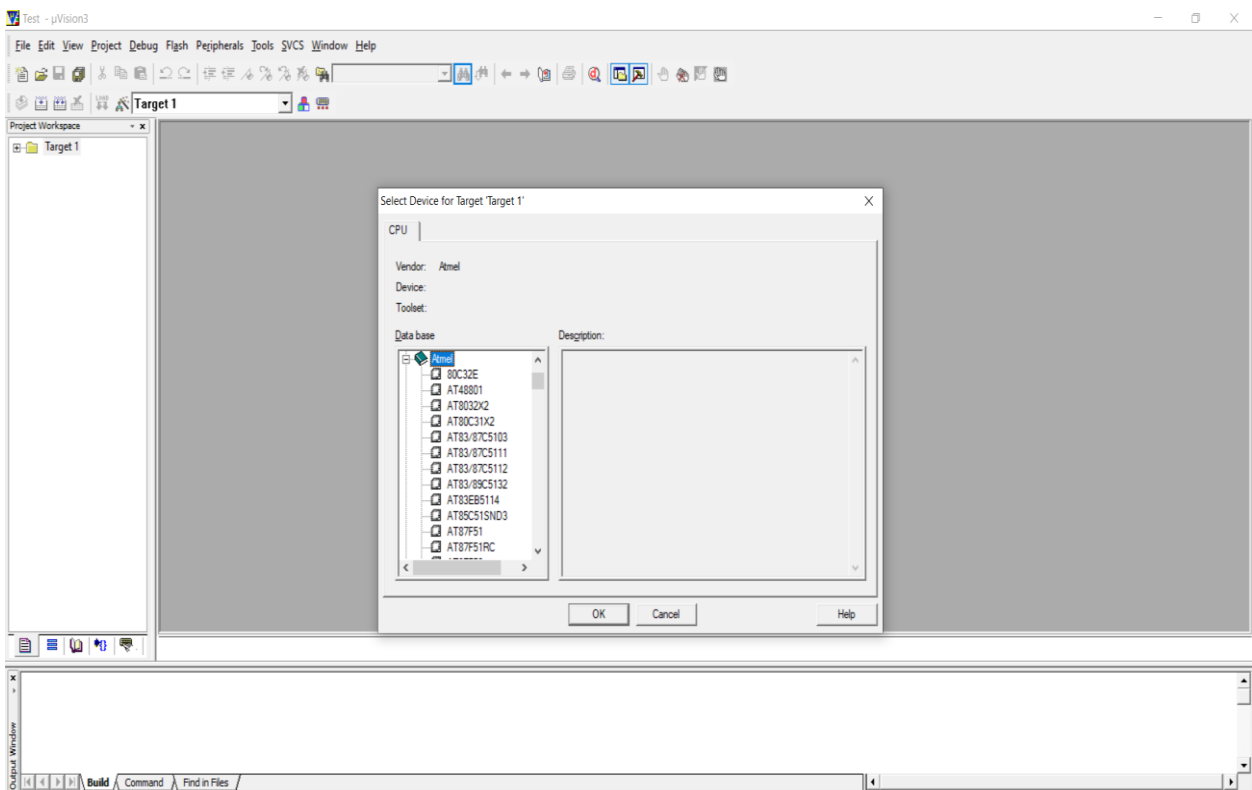 Test - µVision3
File Edit View Project Debug Flash Peripherals Tools SVCS Window Help
Target 1
Project Workspace
Target 1
Select Device for Target 'Target 1'
CPU
Vendor: Atmel
Device:
Toolset:
Data base
Description:
Atmel
80C32E
AT48801
AT8032X2
AT80C31X2
AT83/87C5103
AT83/87C5111
AT83/87C5112
AT83/89C5132
AT83EB5114
AT85C51SND3
AT87F51
AT87F51RC
OK Cancel Help
Output Window
Build Command Find in Files